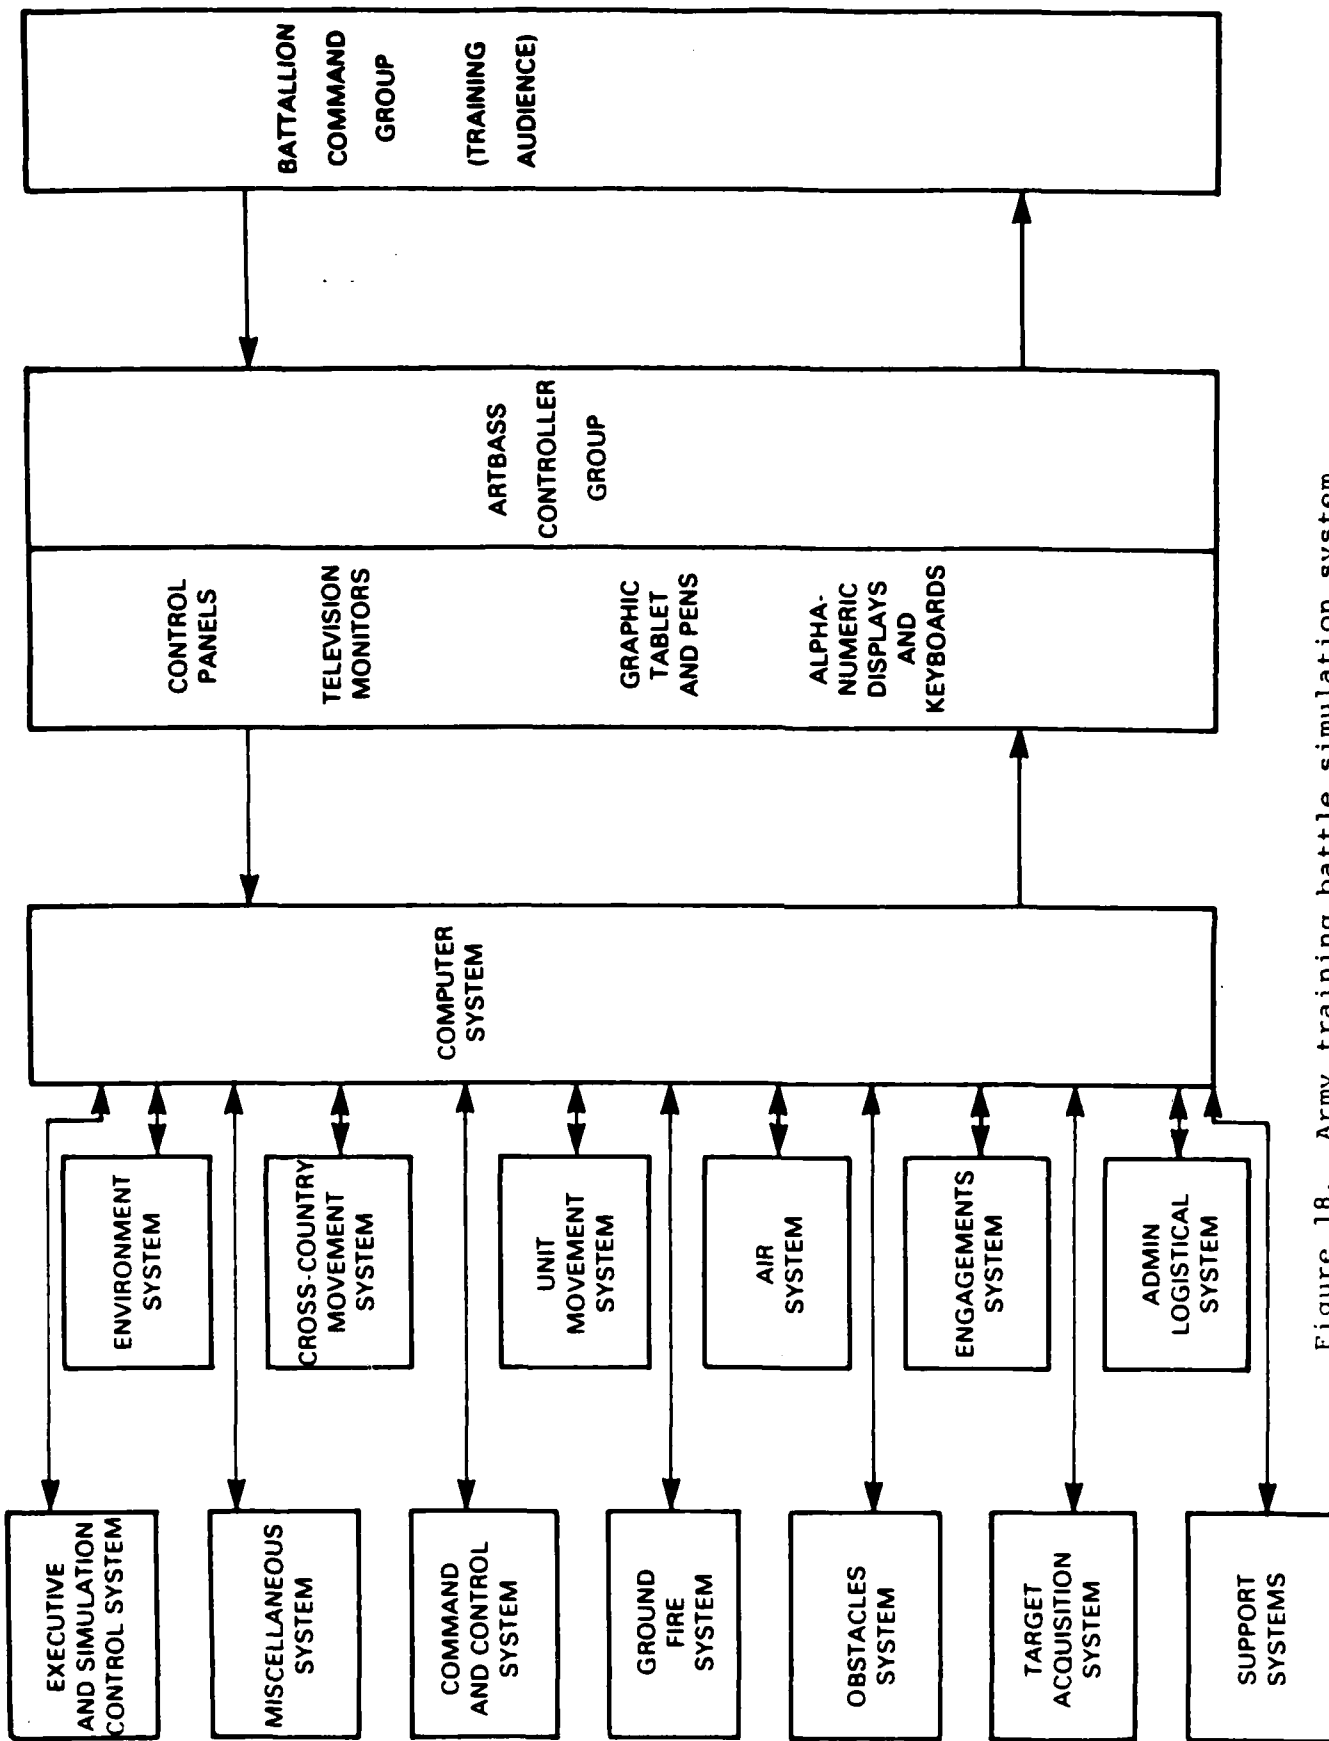 BATTALLION
COMMAND
GROUP
(TRAINING
AUDIENCE)
ARTBASS
CONTROLLER
GROUP
CONTROL
PANELS
TELEVISION
MONITORS
GRAPHIC
TABLET
AND PENS
ALPHA-
NUMERIC
DISPLAYS
AND
KEYBOARDS
COMPUTER
SYSTEM
ENVIRONMENT
SYSTEM
CROSS-COUNTRY
MOVEMENT
SYSTEM
UNIT
MOVEMENT
SYSTEM
AIR
SYSTEM
ENGAGEMENTS
SYSTEM
ADMIN
LOGISTICAL
SYSTEM
EXECUTIVE
AND SIMULATION
CONTROL SYSTEM
MISCELLANEOUS
SYSTEM
COMMAND
AND CONTROL
SYSTEM
GROUND
FIRE
SYSTEM
OBSTACLES
SYSTEM
TARGET
ACQUISITION
SYSTEM
SUPPORT
SYSTEMS
Figure 18. Army training battle simulation system